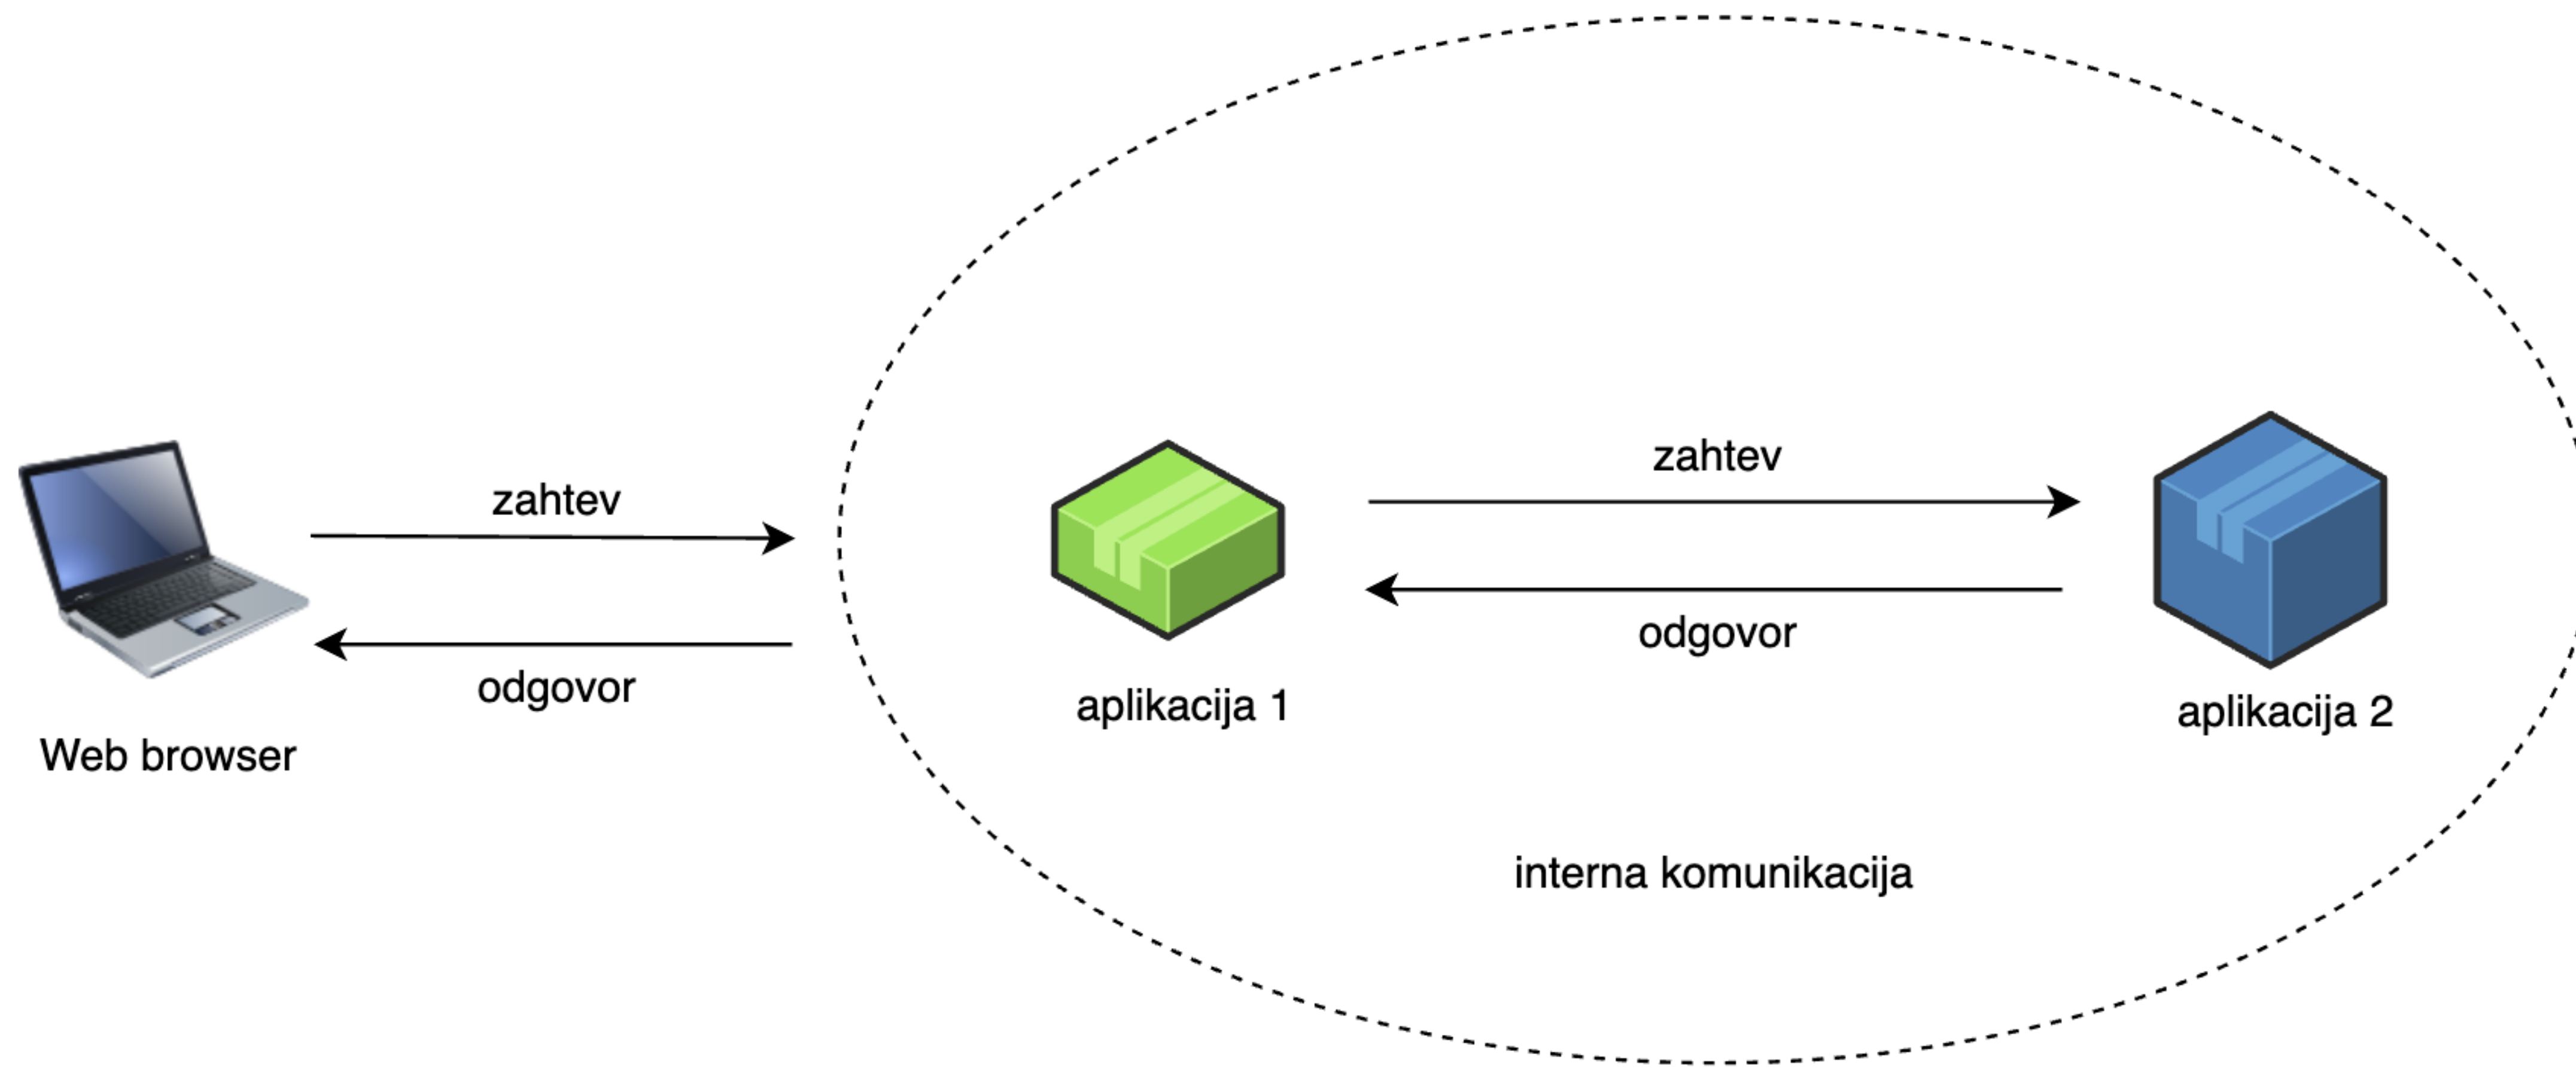 zahtev
odgovor
Web browser
zahtev
odgovor
aplikacija 1
aplikacija 2
interna komunikacija